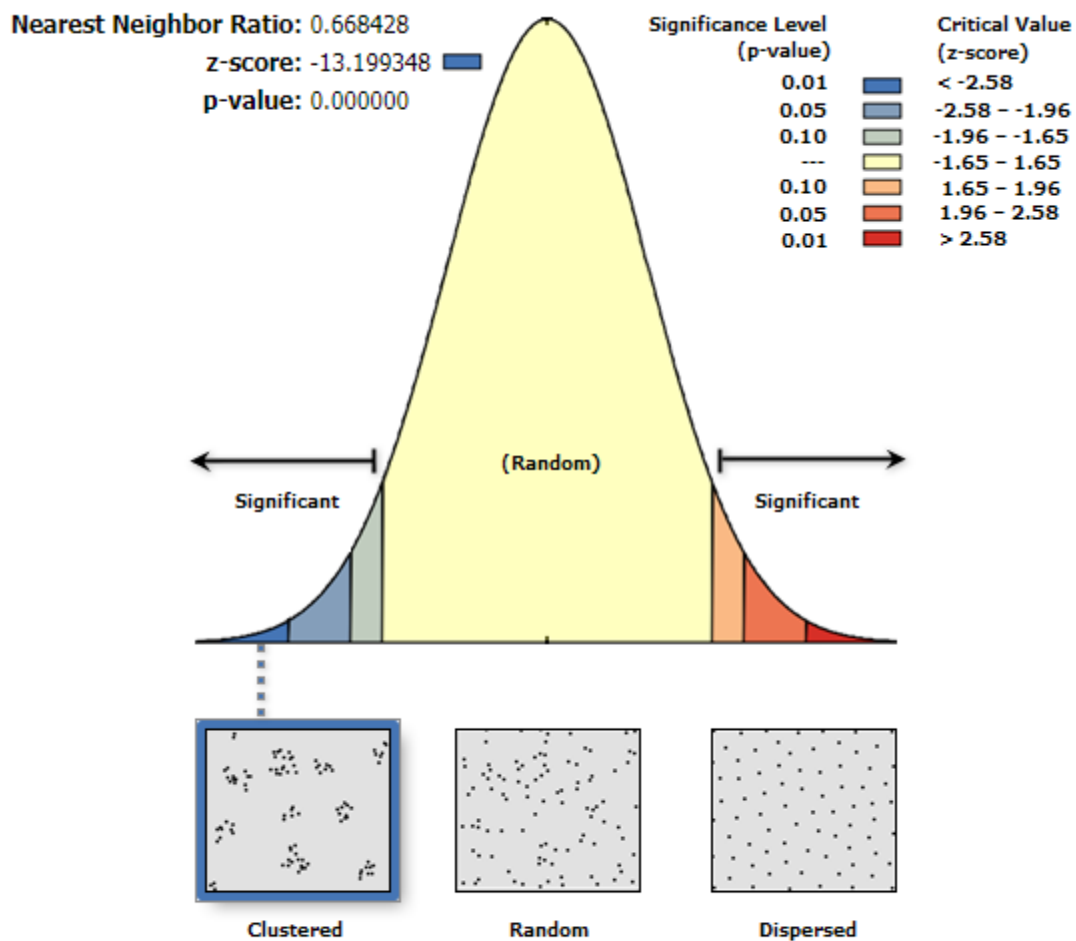 Nearest Neighbor Ratio: 0.668428
z-score: -13.199348
p-value: 0.000000
Significance Level
(p-value)
Critical Value
(z-score)
0.01 < -2.58
0.05 -2.58 – -1.96
0.10 -1.96 – -1.65
--- -1.65 – 1.65
0.10 1.65 – 1.96
0.05 1.96 – 2.58
0.01 > 2.58
(Random)
Significant
Significant
Clustered
Random
Dispersed